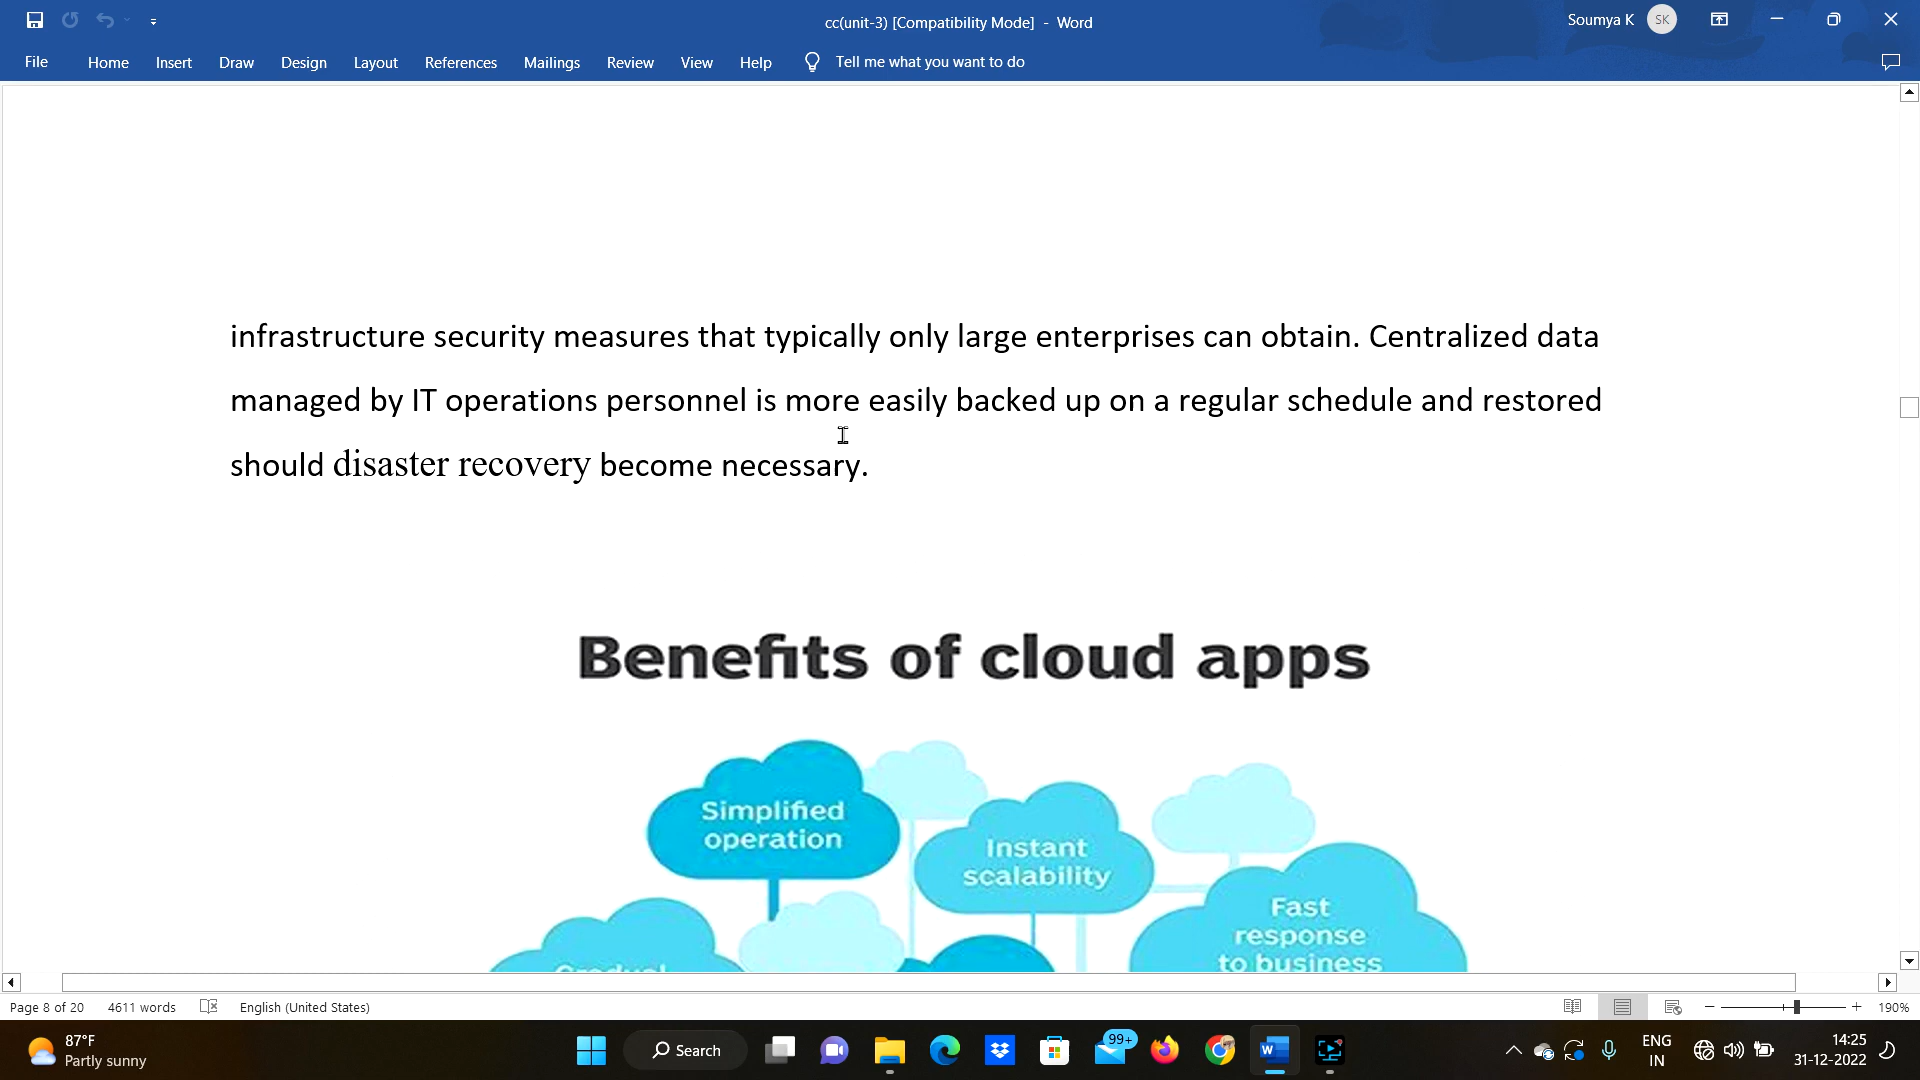 cc(unit-3) [Compatibility Mode] - Word
Soumya K
SK
File
Home
Insert
Draw
Design
Layout
References
Mailings
Review
View
Help
Tell me what you want to do
infrastructure security measures that typically only large enterprises can obtain. Centralized data
managed by IT operations personnel is more easily backed up on a regular schedule and restored
should disaster recovery become necessary.
Benefits of cloud apps
Simplified
operation
Instant
scalability
Fast
response
to business
Gradual
Page 8 of 20
4611 words
English (United States)
190%
87°F
Partly sunny
Search
99+
ENG
IN
14:25
31-12-2022